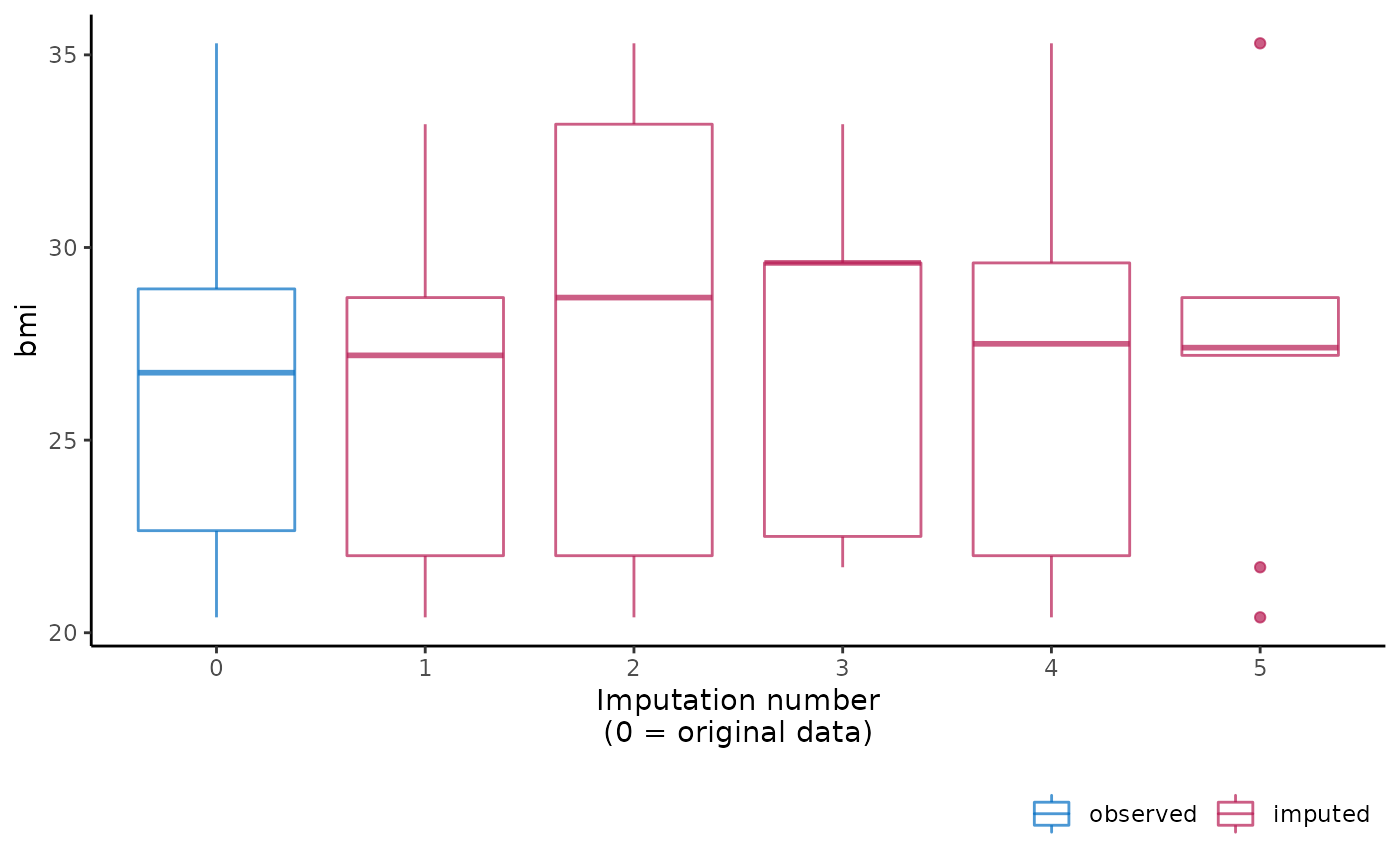 35
30
25
20
bmi
0 1 2 3 4 5
Imputation number
(0 = original data)
observed imputed